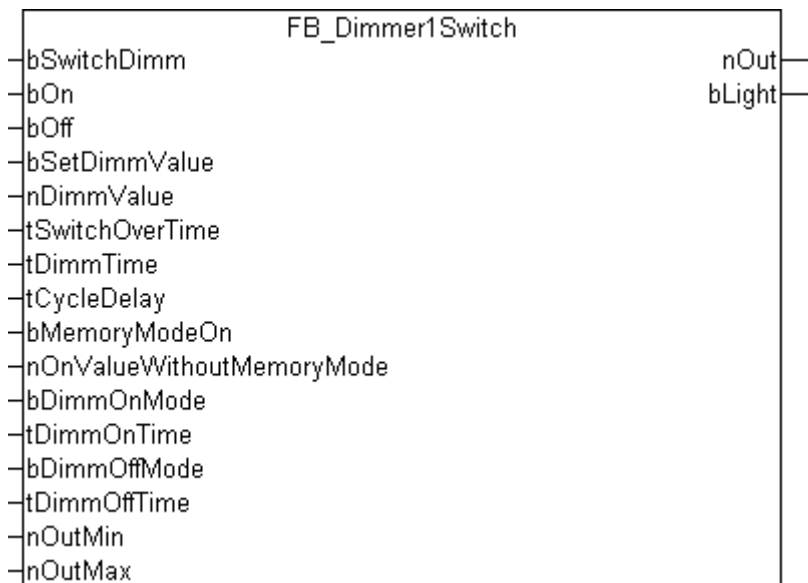 FB_Dimmer1Switch
bSwitchDimm nOut
bOn bLight
bOff
bSetDimmValue
nDimmValue
tSwitchOverTime
tDimmTime
tCycleDelay
bMemoryModeOn
nOnValueWithoutMemoryMode
bDimmOnMode
tDimmOnTime
bDimmOffMode
tDimmOffTime
nOutMin
nOutMax